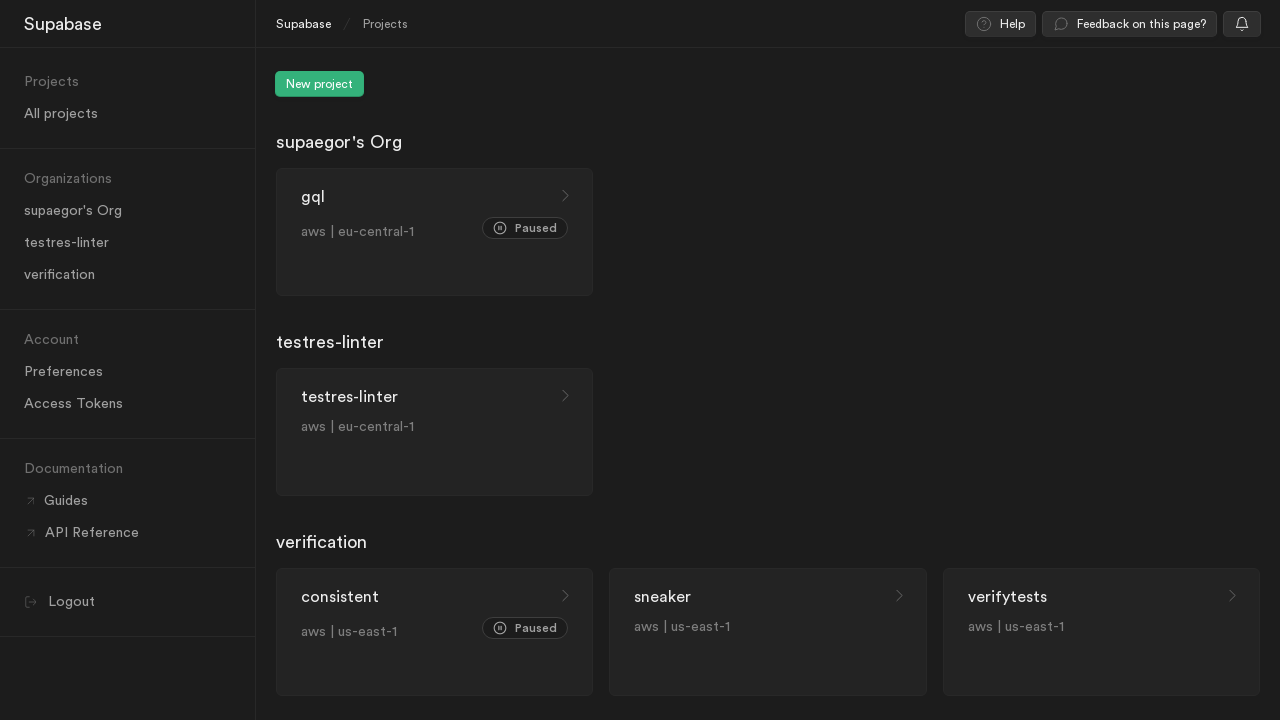 Supabase
Projects
All projects
Organizations
supaegor's Org
testres-linter
verification
Account
Preferences
Access Tokens
Documentation
Guides
API Reference
Logout
Supabase / Projects
Help
Feedback on this page?
New project
supaegor's Org
gql
aws | eu-central-1
Paused
testres-linter
testres-linter
aws | eu-central-1
verification
consistent
aws | us-east-1
Paused
sneaker
aws | us-east-1
verifytests
aws | us-east-1